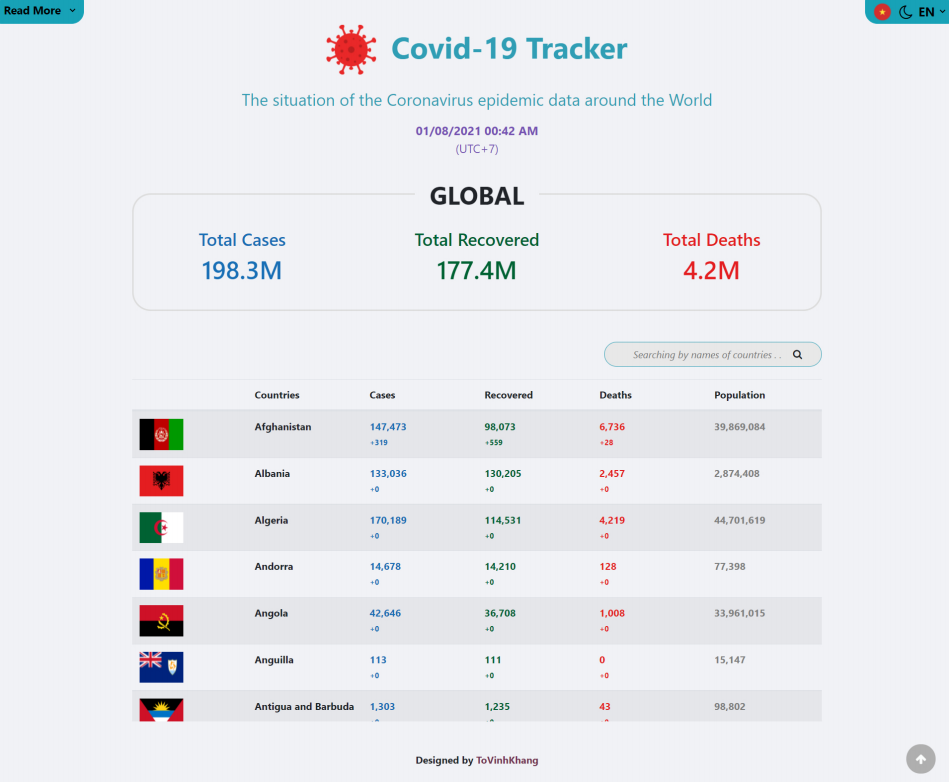 Read More
EN
Covid-19 Tracker
The situation of the Coronavirus epidemic data around the World
01/08/2021 00:42 AM
(UTC+7)
GLOBAL
Total Cases Total Recovered Total Deaths
198.3M 177.4M 4.2M
Searching by names of countries . .
Countries Cases Recovered Deaths Population
Afghanistan 147,473 98,073 6,736 39,869,084
+319 +559 +28
Albania 133,036 130,205 2,457 2,874,408
+0 +0 +0
Algeria 170,189 114,531 4,219 44,701,619
+0 +0 +0
Andorra 14,678 14,210 128 77,398
+0 +0 +0
Angola 42,646 36,708 1,008 33,961,015
+0 +0 +0
Anguilla 113 111 0 15,147
+0 +0 +0
Antigua and Barbuda 1,303 1,235 43 98,802
Designed by ToVinhKhang